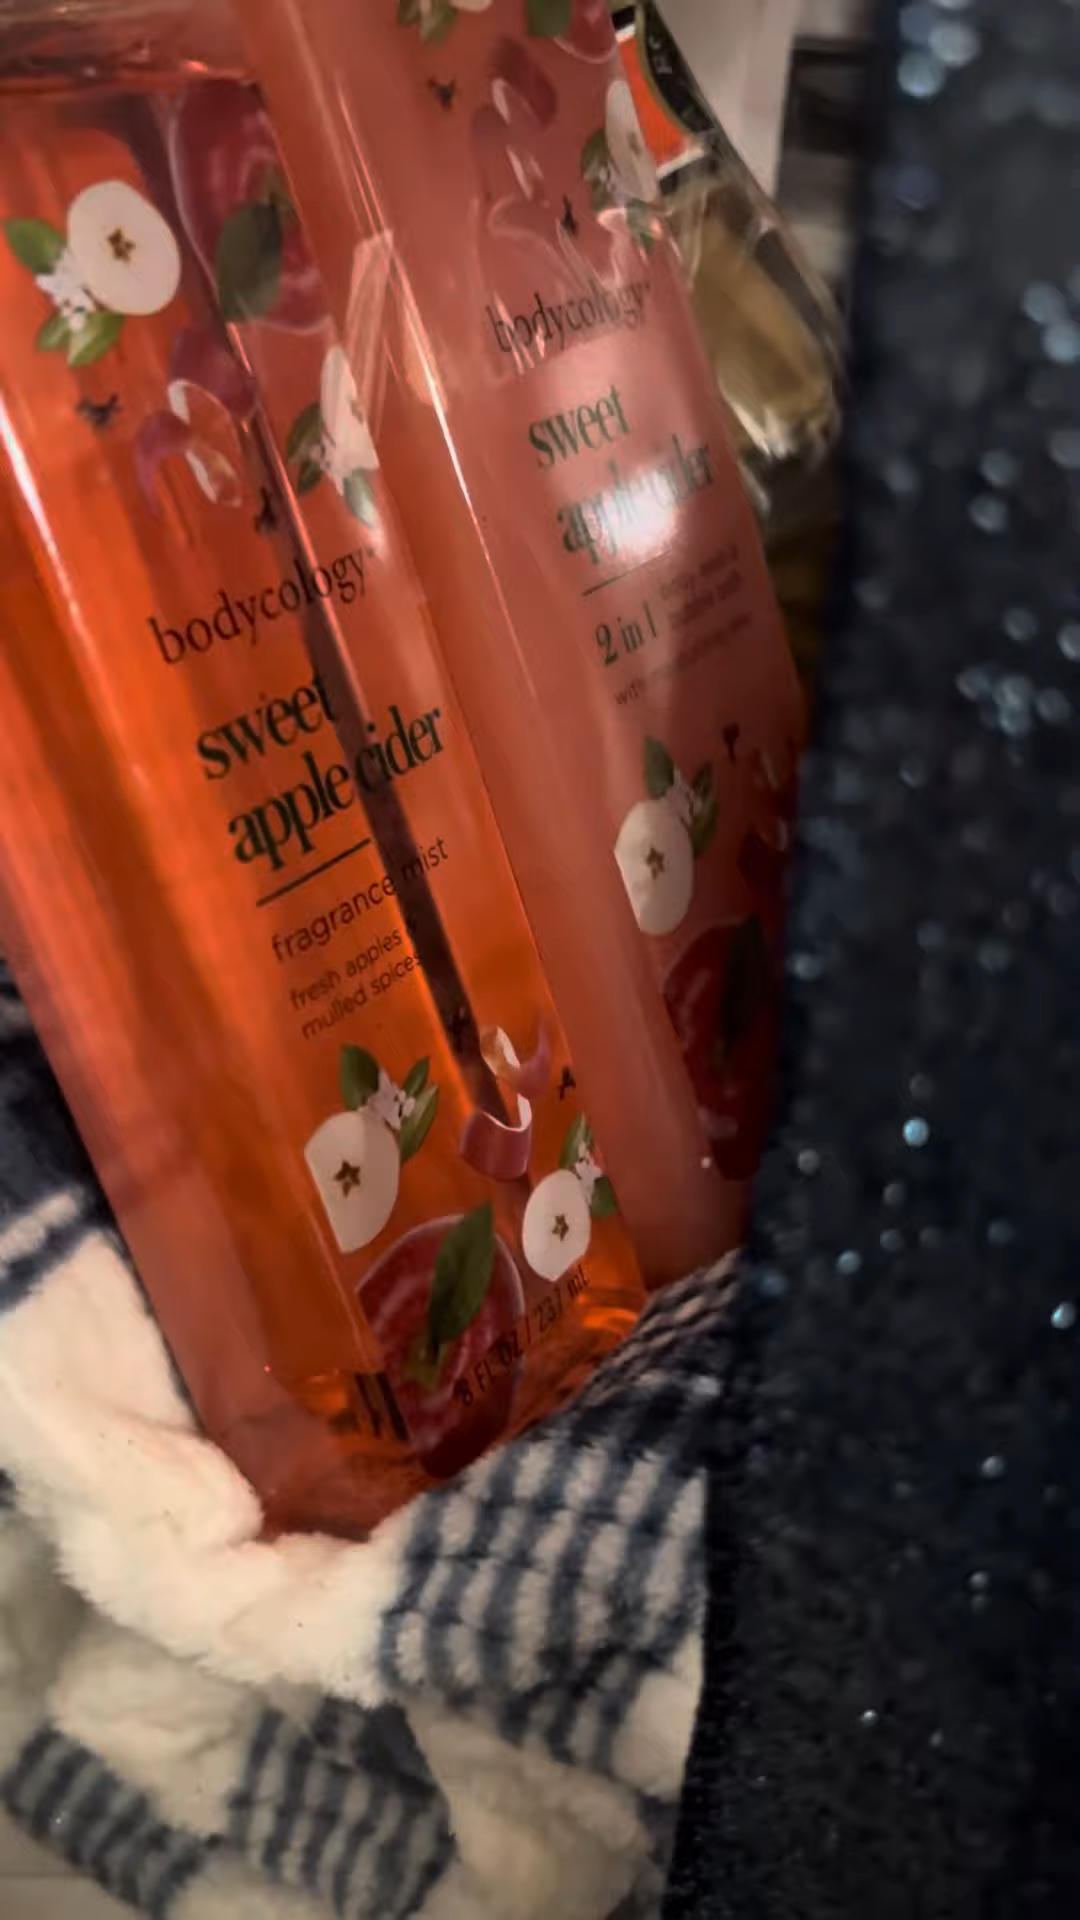 bodycology
sweet
apple cider
fragrance mist
fresh apples &
mulled spices
8 FL OZ / 237 mL
bodycology
sweet
apple cider
2 in 1
with